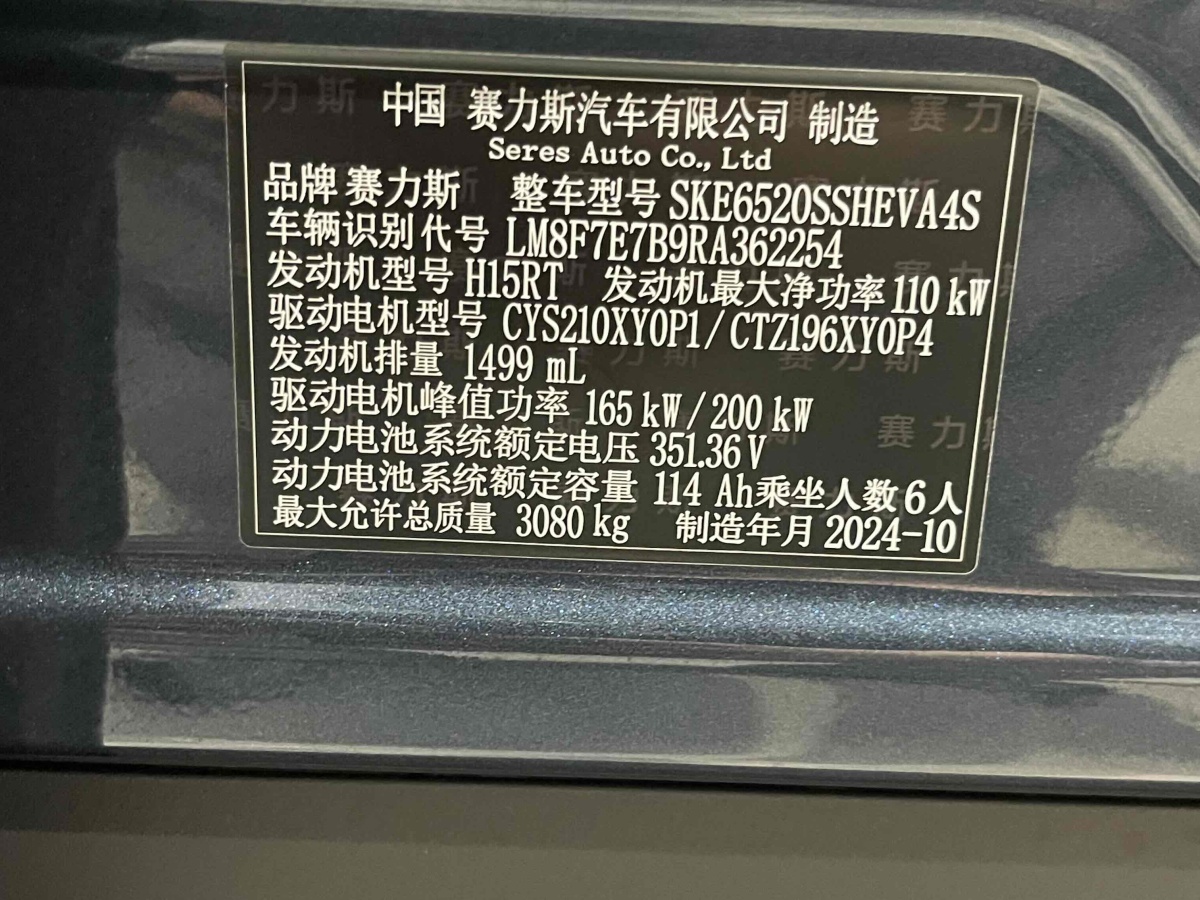 中国 赛力斯汽车有限公司 制造
Seres Auto Co., Ltd
品牌 赛力斯 整车型号 SKE6520SSHEVA4S
车辆识别代号 LM8F7E7B9RA362254
发动机型号 H15RT 发动机最大净功率 110 kW
驱动电机型号 CYS210XY0P1/CTZ196XY0P4
发动机排量 1499 mL
驱动电机峰值功率 165 kW/200 kW
动力电池系统额定电压 351.36 V
动力电池系统额定容量 114 Ah 乘坐人数 6 人
最大允许总质量 3080 kg 制造年月 2024-10